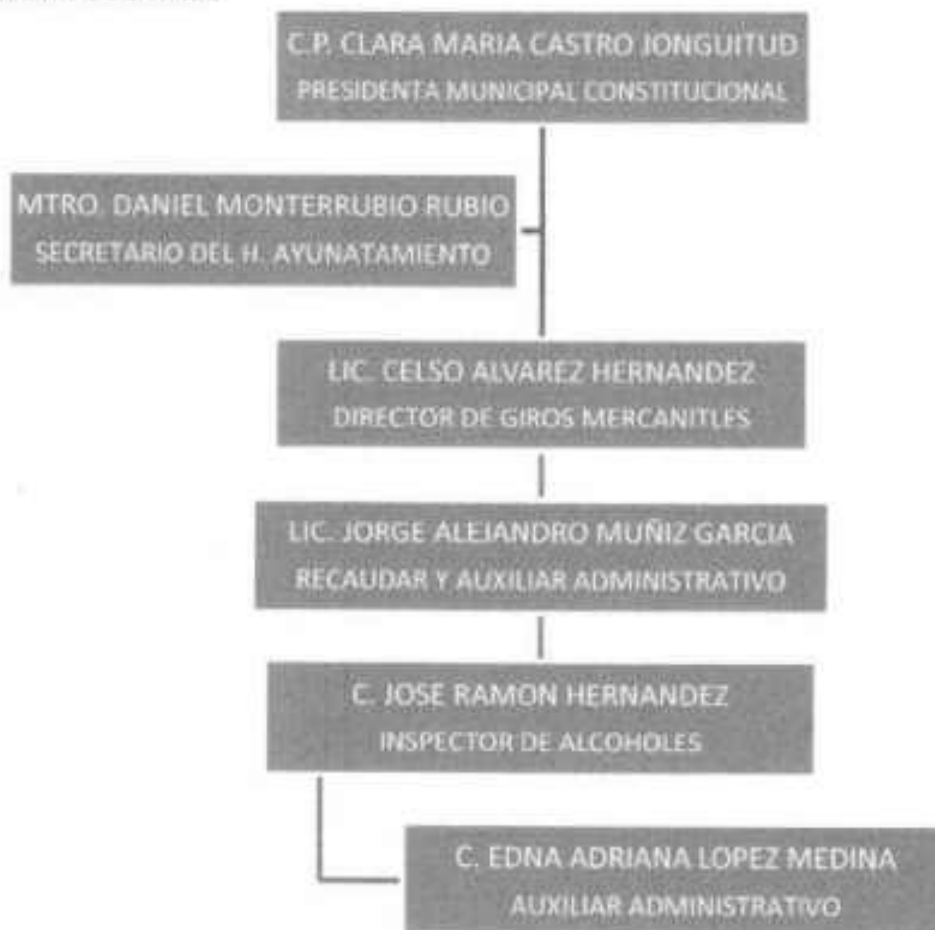 C.P. CLARA MARIA CASTRO JONGUITUD
PRESIDENTA MUNICIPAL CONSTITUCIONAL
MTRO. DANIEL MONTERRUBIO RUBIO
SECRETARIO DEL H. AYUNATAMIENTO
LIC. CELSO ALVAREZ HERNANDEZ
DIRECTOR DE GIROS MERCANITLES
LIC. JORGE ALEJANDRO MUÑIZ GARCIA
RECAUDAR Y AUXILIAR ADMINISTRATIVO
C. JOSE RAMON HERNANDEZ
INSPECTOR DE ALCOHOLES
C. EDNA ADRIANA LOPEZ MEDINA
AUXILIAR ADMINISTRATIVO